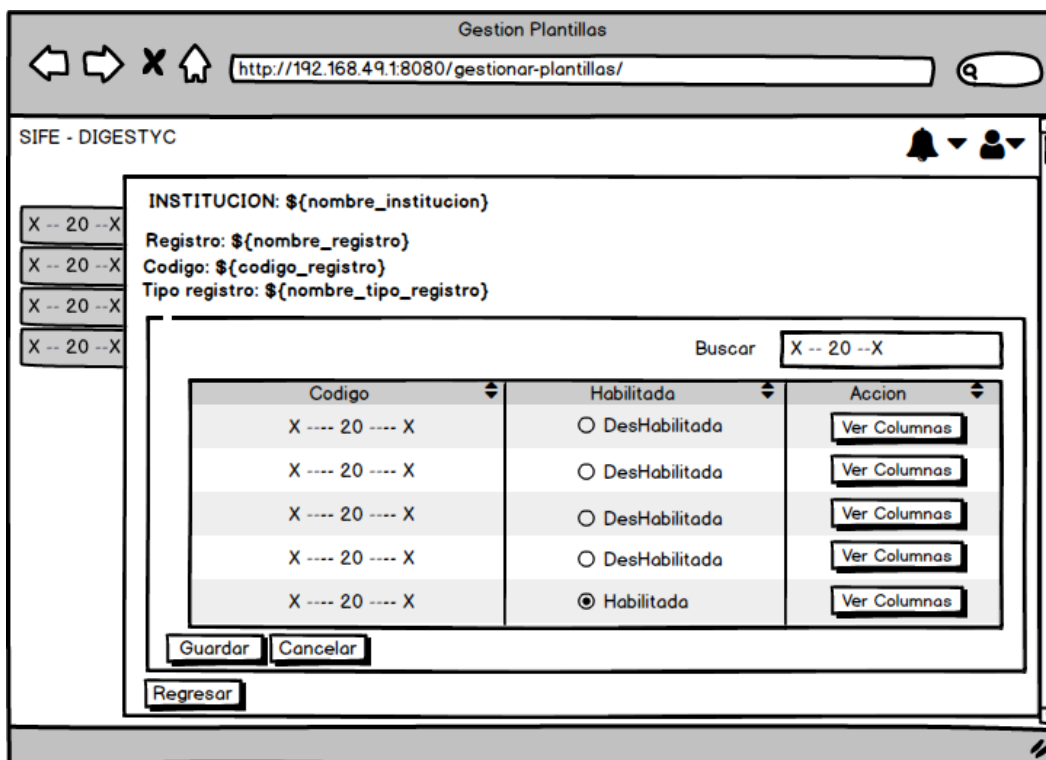 Gestion Plantillas
http://192.168.49.1:8080/gestionar-plantillas/
SIFE - DIGESTYC
INSTITUCION: ${nombre_institucion}
X -- 20 --X
Registro: ${nombre_registro}
X -- 20 --X
Codigo: ${codigo_registro}
Tipo registro: ${nombre_tipo_registro}
X -- 20 --X
X -- 20 --X
Buscar X -- 20 --X
Codigo Habilitada Accion
X ---- 20 ---- X DesHabilitada Ver Columnas
X ---- 20 ---- X DesHabilitada Ver Columnas
X ---- 20 ---- X DesHabilitada Ver Columnas
X ---- 20 ---- X DesHabilitada Ver Columnas
X ---- 20 ---- X Habilitada Ver Columnas
Guardar Cancelar
Regresar